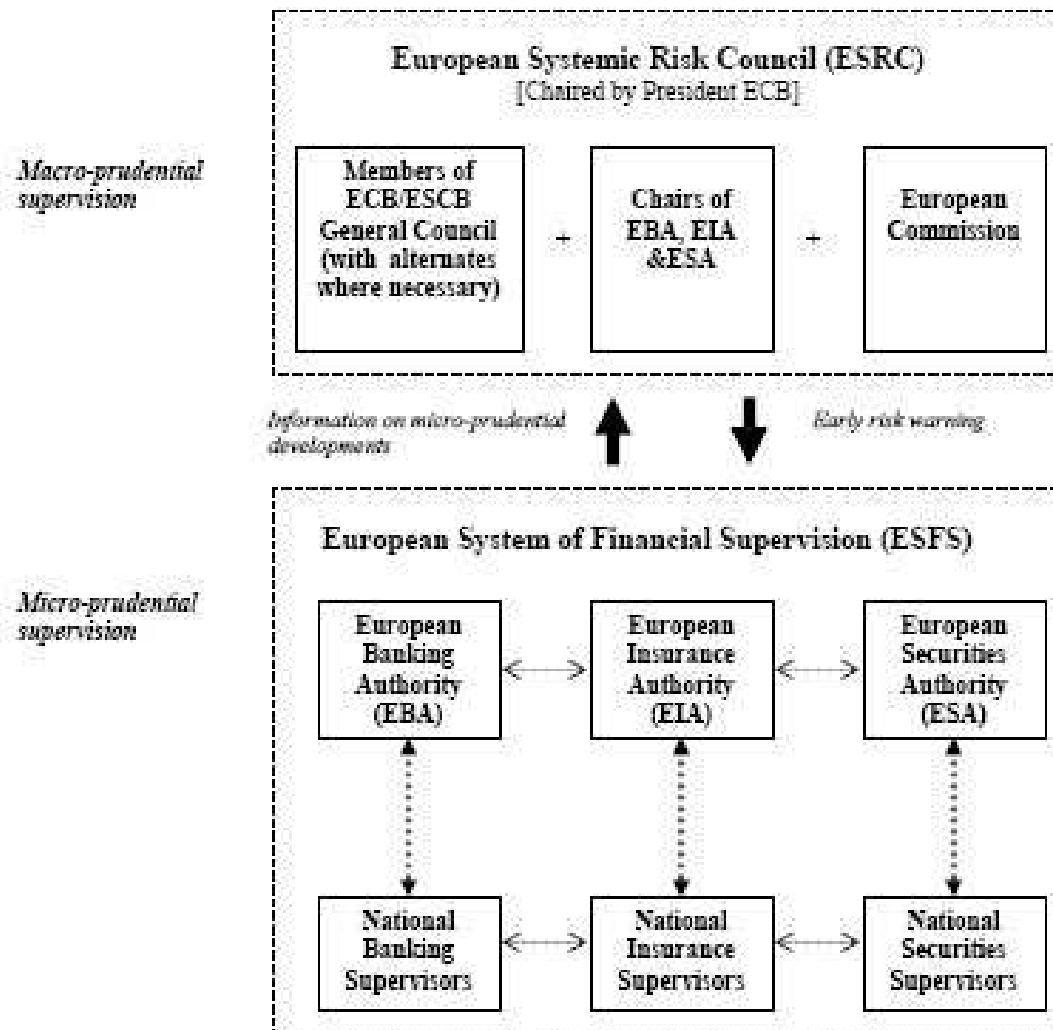 European Systemic Risk Council (ESRC)
[Chaired by President ECB]
Macro-prudential
supervision
Members of
ECB/ESCB
General Council
(with alternates
where necessary)
+
Chairs of
EBA, EIA
&ESA
+
European
Commission
Information on micro-prudential
developments
Early risk warning
European System of Financial Supervision (ESFS)
Micro-prudential
supervision
European
Banking
Authority
(EBA)
European
Insurance
Authority
(EIA)
European
Securities
Authority
(ESA)
National
Banking
Supervisors
National
Insurance
Supervisors
National
Securities
Supervisors